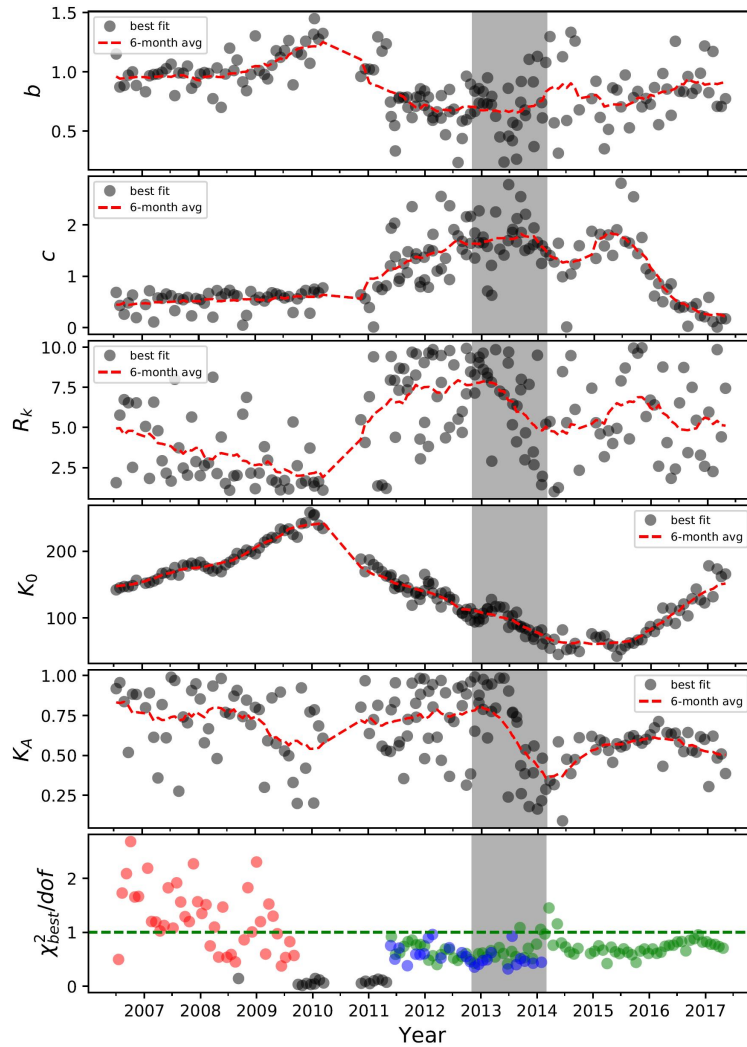 1.5
1.0
0.5
b
best fit
6-month avg
2
1
0
c
best fit
6-month avg
10.0
7.5
5.0
2.5
R_k
best fit
6-month avg
200
100
K_0
best fit
6-month avg
1.00
0.75
0.50
0.25
K_A
best fit
6-month avg
2
1
0
χ²_best/dof
2007 2008 2009 2010 2011 2012 2013 2014 2015 2016 2017
Year